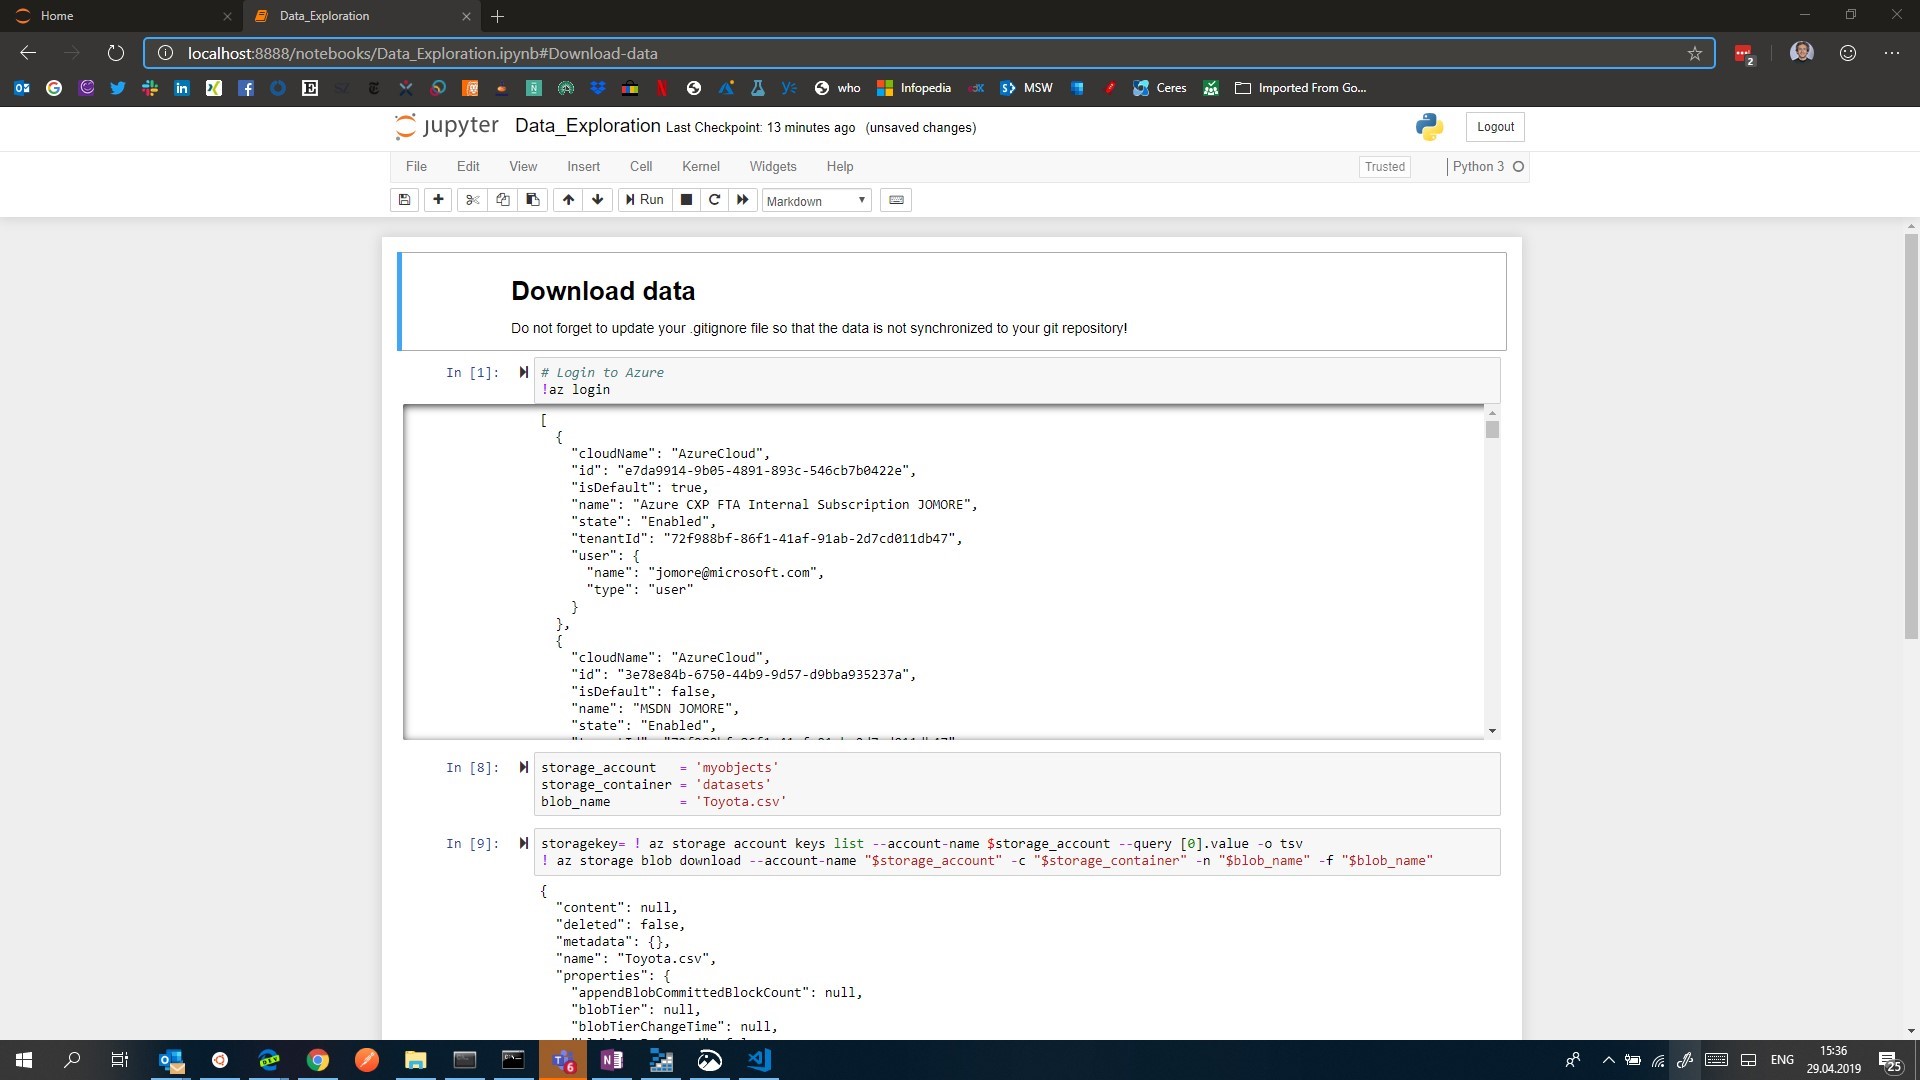 Home
Data_Exploration
localhost:8888/notebooks/Data_Exploration.ipynb#Download-data
2
who
Infopedia
MSW
Ceres
Imported From Go...
jupyter Data_Exploration Last Checkpoint: 13 minutes ago (unsaved changes)
Logout
File Edit View Insert Cell Kernel Widgets Help
Trusted
Python 3
Run
Markdown
Download data
Do not forget to update your .gitignore file so that the data is not synchronized to your git repository!
In [1]:
# Login to Azure
!az login
[
{
"cloudName": "AzureCloud",
"id": "e7da9914-9b05-4891-893c-546cb7b0422e",
"isDefault": true,
"name": "Azure CXP FTA Internal Subscription JOMORE",
"state": "Enabled",
"tenantId": "72f988bf-86f1-41af-91ab-2d7cd011db47",
"user": {
"name": "jomore@microsoft.com",
"type": "user"
}
},
{
"cloudName": "AzureCloud",
"id": "3e78e84b-6750-44b9-9d57-d9bba935237a",
"isDefault": false,
"name": "MSDN JOMORE",
"state": "Enabled",
In [8]:
storage_account = 'myobjects'
storage_container = 'datasets'
blob_name = 'Toyota.csv'
In [9]:
storagekey= ! az storage account keys list --account-name $storage_account --query [0].value -o tsv
! az storage blob download --account-name "$storage_account" -c "$storage_container" -n "$blob_name" -f "$blob_name"
{
"content": null,
"deleted": false,
"metadata": {},
"name": "Toyota.csv",
"properties": {
"appendBlobCommittedBlockCount": null,
"blobTier": null,
"blobTierChangeTime": null,
6
ENG
15:36
29.04.2019
25